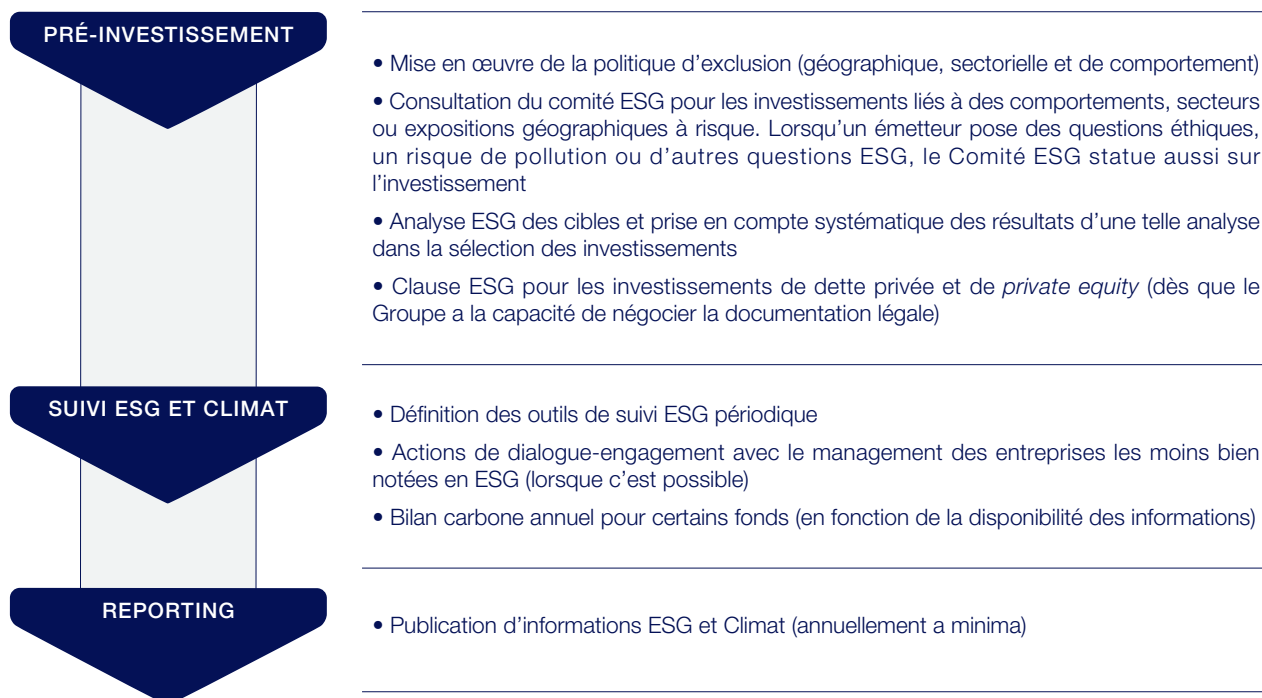 PRÉ-INVESTISSEMENT
• Mise en œuvre de la politique d’exclusion (géographique, sectorielle et de comportement)
• Consultation du comité ESG pour les investissements liés à des comportements, secteurs
ou expositions géographiques à risque. Lorsqu’un émetteur pose des questions éthiques,
un risque de pollution ou d’autres questions ESG, le Comité ESG statue aussi sur
l’investissement
• Analyse ESG des cibles et prise en compte systématique des résultats d’une telle analyse
dans la sélection des investissements
• Clause ESG pour les investissements de dette privée et de private equity (dès que le
Groupe a la capacité de négocier la documentation légale)
SUIVI ESG ET CLIMAT
• Définition des outils de suivi ESG périodique
• Actions de dialogue-engagement avec le management des entreprises les moins bien
notées en ESG (lorsque c’est possible)
• Bilan carbone annuel pour certains fonds (en fonction de la disponibilité des informations)
REPORTING
• Publication d’informations ESG et Climat (annuellement a minima)